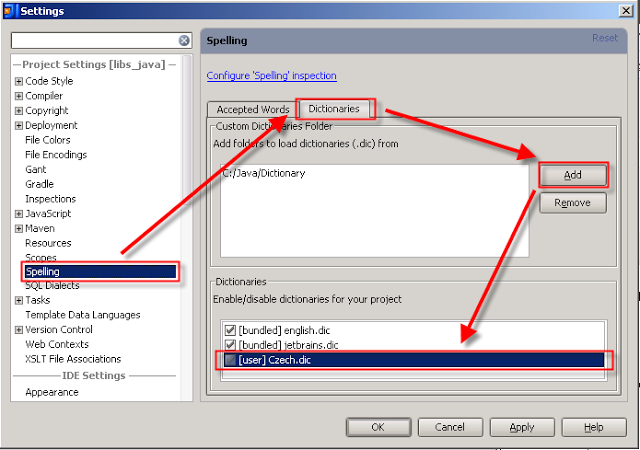 Settings
Project Settings [libs_java]
Code Style
Compiler
Copyright
Deployment
File Colors
File Encodings
Gant
Gradle
Inspections
JavaScript
Maven
Resources
Scopes
Spelling
SQL Dialects
Tasks
Template Data Languages
Version Control
Web Contexts
XSLT File Associations
IDE Settings
Appearance
Spelling
Reset
Configure 'Spelling' inspection
Accepted Words
Dictionaries
Custom Dictionaries Folder
Add folders to load dictionaries (.dic) from
C:/Java/Dictionary
Add
Remove
Dictionaries
Enable/disable dictionaries for your project
[bundled] english.dic
[bundled] jetbrains.dic
[user] Czech.dic
OK
Cancel
Apply
Help